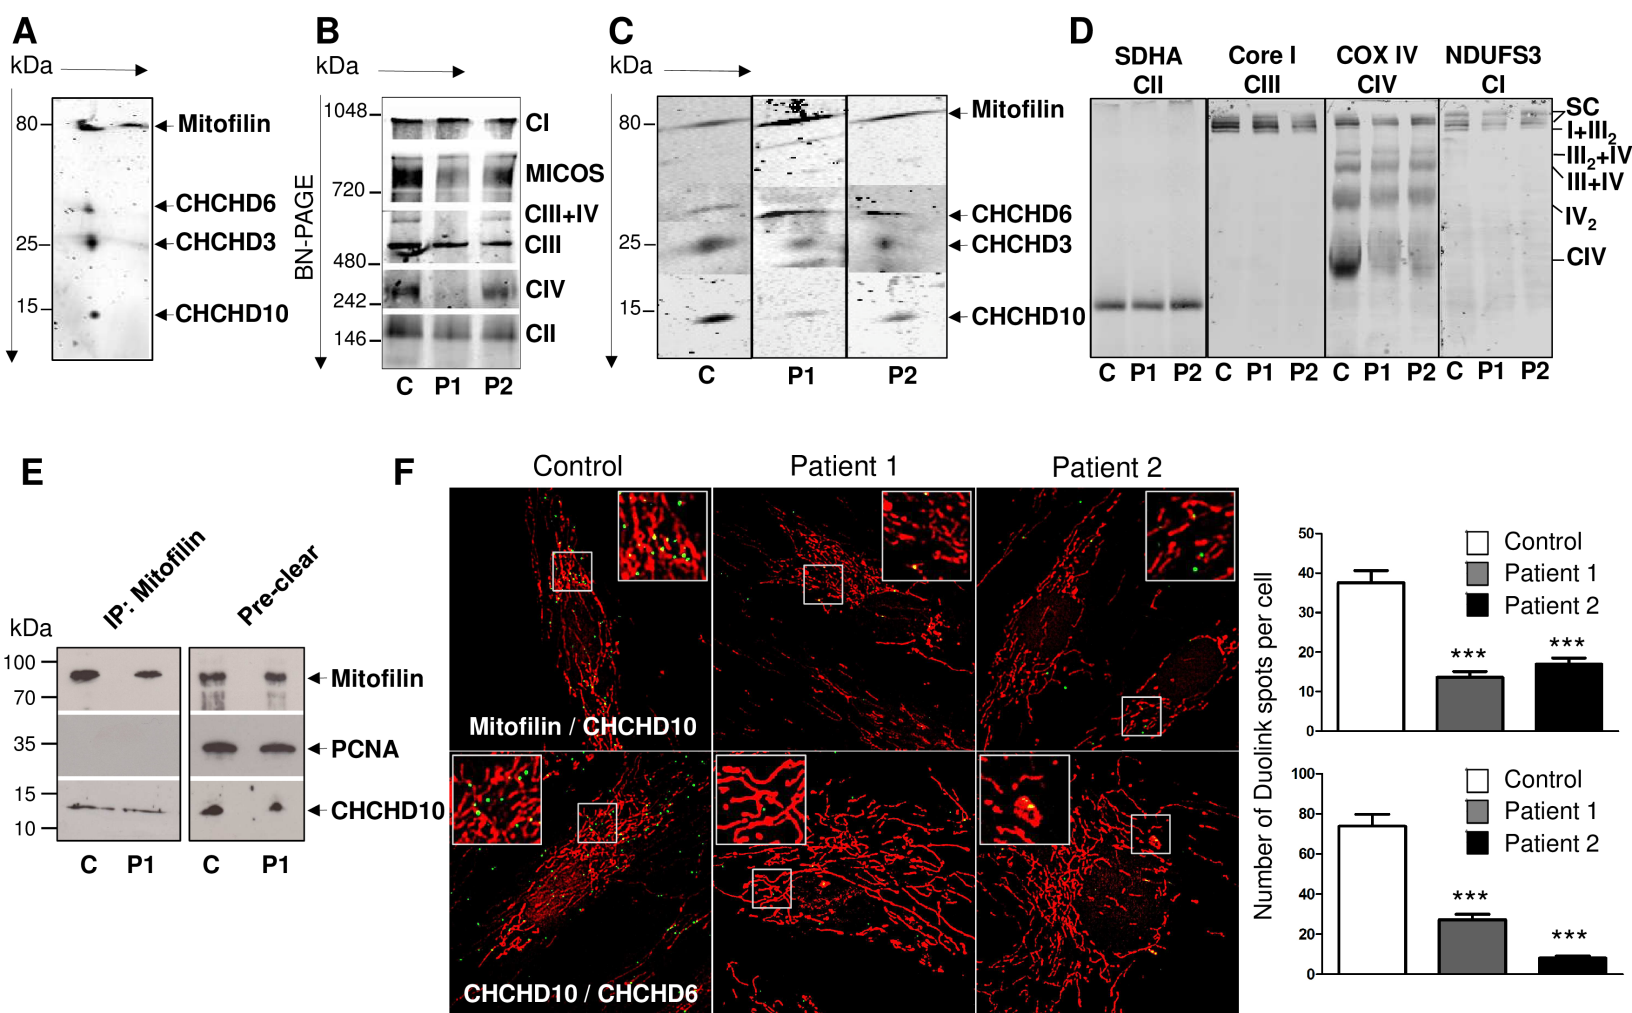 A
kDa
80
25
15
Mitofilin
CHCHD6
CHCHD3
CHCHD10
B
kDa
BN-PAGE
1048
720
480
242
146
CI
MICOS
CIII+IV
CIII
CIV
CII
C P1 P2
C
kDa
80
25
15
Mitofilin
CHCHD6
CHCHD3
CHCHD10
C P1 P2
D
SDHA Core I COX IV NDUFS3
CII CIII CIV CI
SC
I+III2
III2+IV
III+IV
IV2
CIV
C P1 P2 C P1 P2 C P1 P2 C P1 P2
E
IP: Mitofilin
Pre-clear
kDa
100
70
35
15
10
Mitofilin
PCNA
CHCHD10
C P1 C P1
F
Control Patient 1 Patient 2
Mitofilin / CHCHD10
CHCHD10 / CHCHD6
Number of Duolink spots per cell
50
40
30
20
10
0
Control
Patient 1
Patient 2
*** ***
100
80
60
40
20
0
Control
Patient 1
Patient 2
*** ***